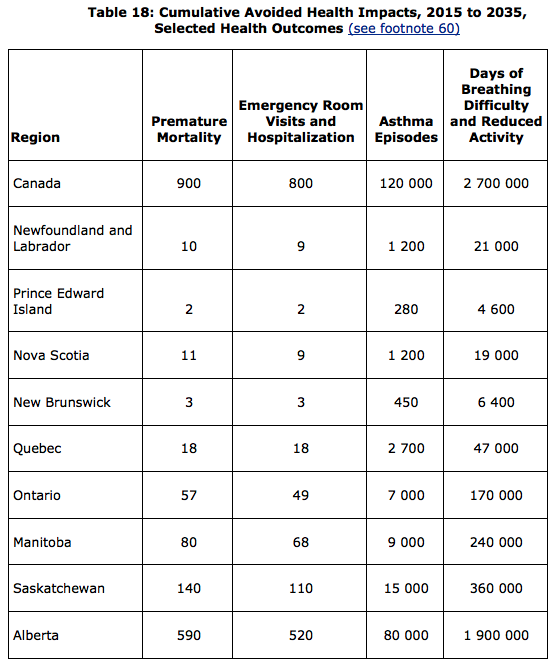 Table 18: Cumulative Avoided Health Impacts, 2015 to 2035,
Selected Health Outcomes (see footnote 60)
Region
Premature
Mortality
Emergency Room
Visits and
Hospitalization
Asthma
Episodes
Days of
Breathing
Difficulty
and Reduced
Activity
Canada 900 800 120 000 2 700 000
Newfoundland and
Labrador 10 9 1 200 21 000
Prince Edward
Island 2 2 280 4 600
Nova Scotia 11 9 1 200 19 000
New Brunswick 3 3 450 6 400
Quebec 18 18 2 700 47 000
Ontario 57 49 7 000 170 000
Manitoba 80 68 9 000 240 000
Saskatchewan 140 110 15 000 360 000
Alberta 590 520 80 000 1 900 000